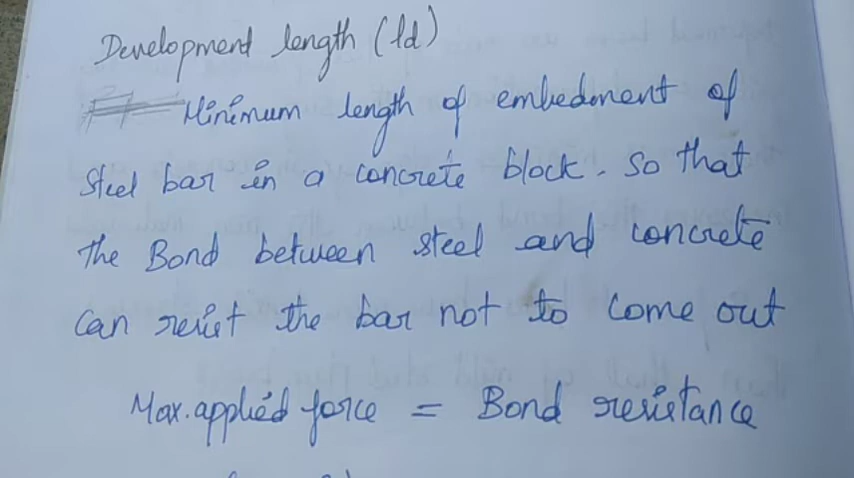 Development length (ld)
Minimum length of embedment of
steel bar in a concrete block. so that
the Bond between steel and concrete
can resist the bar not to come out
Max. applied force = Bond resistance